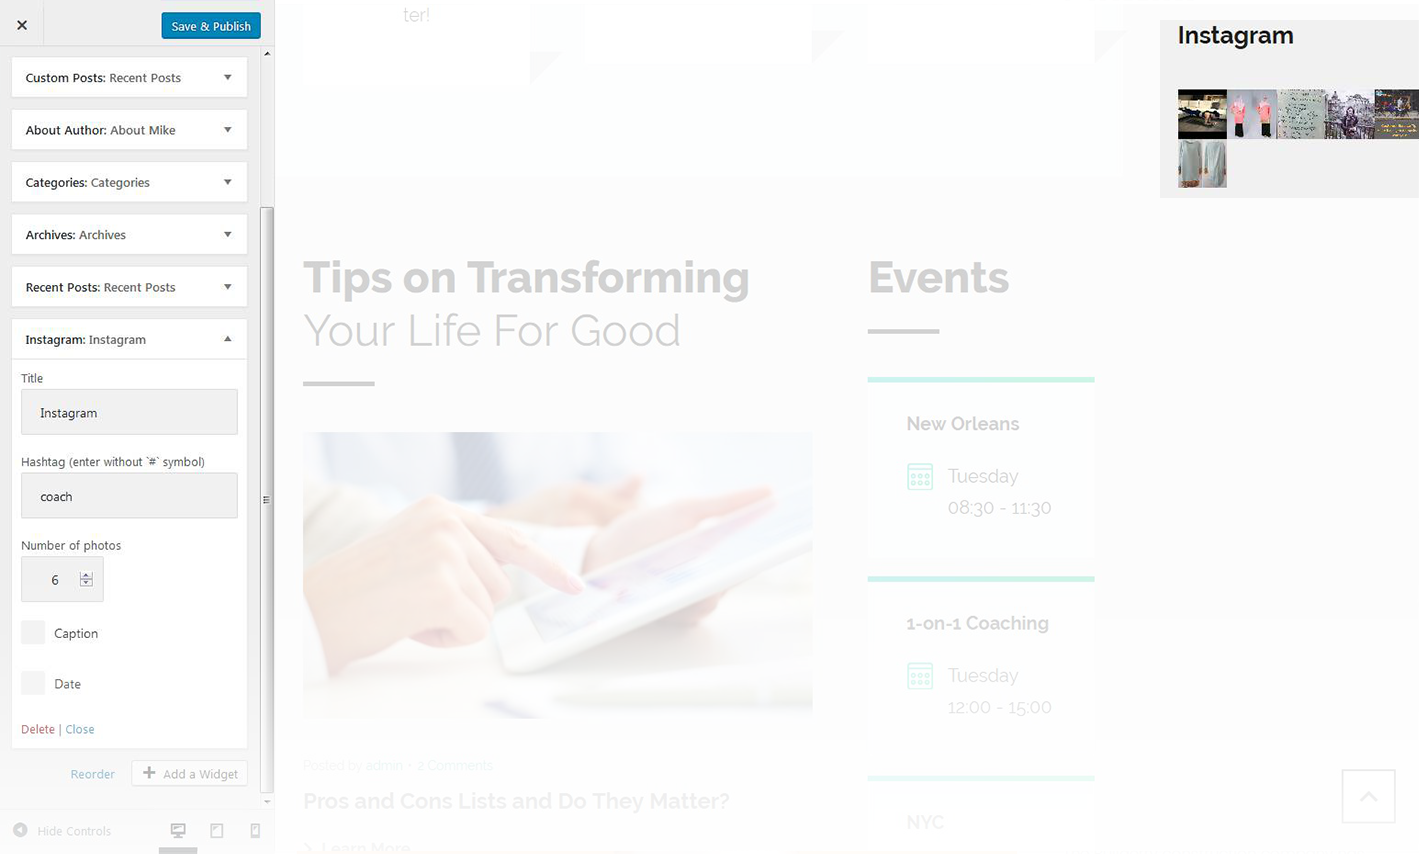 Save & Publish
Custom Posts: Recent Posts
About Author: About Mike
Categories: Categories
Archives: Archives
Recent Posts: Recent Posts
Instagram: Instagram
Title
Instagram
Hashtag (enter without `#` symbol)
coach
Number of photos
6
Caption
Date
Delete | Close
Reorder
Add a Widget
Hide Controls
ter!
Tips on Transforming
Your Life For Good
Posted by admin • 2 Comments
Pros and Cons Lists and Do They Matter?
Learn More
Events
New Orleans
Tuesday
08:30 - 11:30
1-on-1 Coaching
Tuesday
12:00 - 15:00
NYC
Instagram